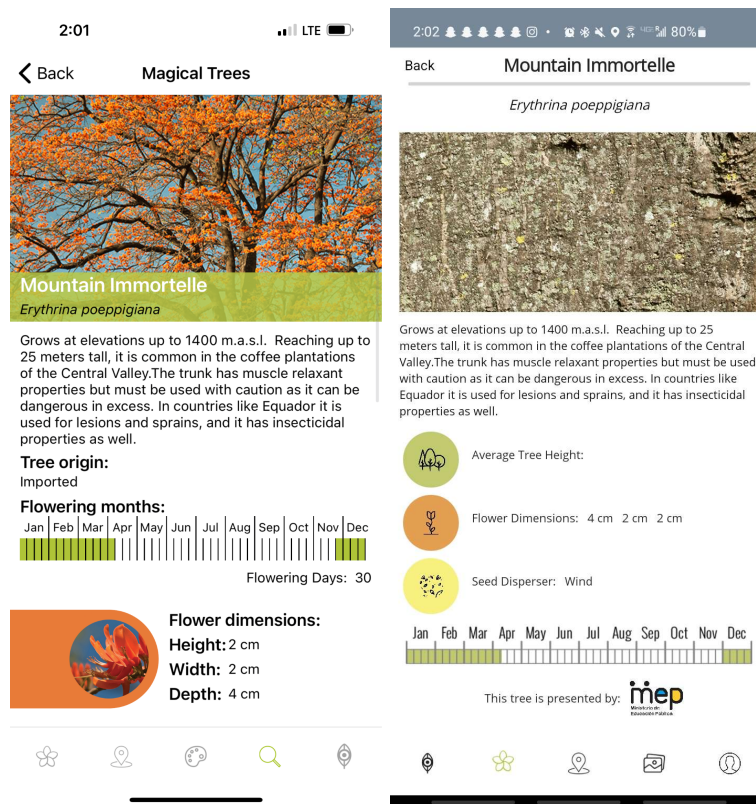 2:01
LTE
Back
Magical Trees
Mountain Immortelle
Erythrina poeppigiana
Grows at elevations up to 1400 m.a.s.l. Reaching up to
25 meters tall, it is common in the coffee plantations
of the Central Valley.The trunk has muscle relaxant
properties but must be used with caution as it can be
dangerous in excess. In countries like Equador it is
used for lesions and sprains, and it has insecticidal
properties as well.
Tree origin:
Imported
Flowering months:
Jan Feb Mar Apr May Jun Jul Aug Sep Oct Nov Dec
Flowering Days: 30
Flower dimensions:
Height: 2 cm
Width: 2 cm
Depth: 4 cm
2:02
80%
Back
Mountain Immortelle
Erythrina poeppigiana
Grows at elevations up to 1400 m.a.s.l. Reaching up to 25
meters tall, it is common in the coffee plantations of the Central
Valley.The trunk has muscle relaxant properties but must be used
with caution as it can be dangerous in excess. In countries like
Equador it is used for lesions and sprains, and it has insecticidal
properties as well.
Average Tree Height:
Flower Dimensions: 4 cm 2 cm 2 cm
Seed Disperser: Wind
Jan Feb Mar Apr May Jun Jul Aug Sep Oct Nov Dec
This tree is presented by:
mep
Ministerio de
Educación Pública